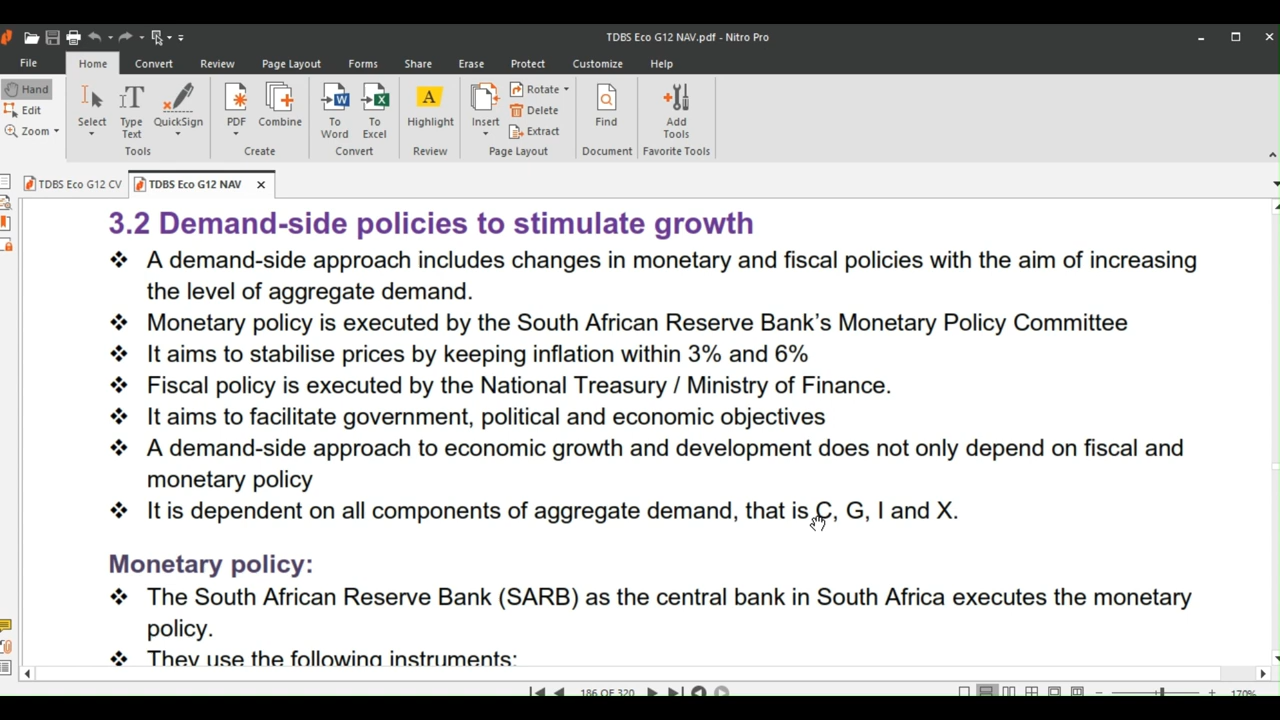 TDBS Eco G12 NAV.pdf - Nitro Pro
File Home Convert Review Page Layout Forms Share Erase Protect Customize Help
Hand
Edit
Zoom
Select
Type Text
QuickSign
Tools
PDF
Combine
Create
To Word
To Excel
Convert
Highlight
Review
Insert
Rotate
Delete
Extract
Page Layout
Find
Document
Add Tools
Favorite Tools
TDBS Eco G12 CV
TDBS Eco G12 NAV
3.2 Demand-side policies to stimulate growth
❖ A demand-side approach includes changes in monetary and fiscal policies with the aim of increasing
the level of aggregate demand.
❖ Monetary policy is executed by the South African Reserve Bank's Monetary Policy Committee
❖ It aims to stabilise prices by keeping inflation within 3% and 6%
❖ Fiscal policy is executed by the National Treasury / Ministry of Finance.
❖ It aims to facilitate government, political and economic objectives
❖ A demand-side approach to economic growth and development does not only depend on fiscal and
monetary policy
❖ It is dependent on all components of aggregate demand, that is C, G, I and X.
Monetary policy:
❖ The South African Reserve Bank (SARB) as the central bank in South Africa executes the monetary
policy.
❖ They use the following instruments:
186 OF 320
170%